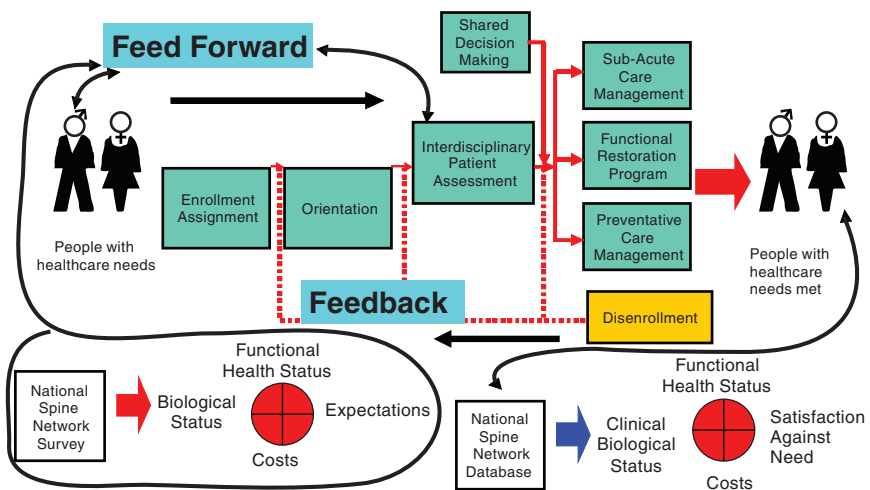 Feed Forward
Shared
Decision
Making
Sub-Acute
Care
Management
Interdisciplinary
Patient
Assessment
Functional
Restoration
Program
Enrollment
Assignment
Orientation
Preventative
Care
Management
People with
healthcare needs
People with
healthcare
needs met
Feedback
Disenrollment
National
Spine
Network
Survey
Biological
Status
Functional
Health Status
Expectations
Costs
National
Spine
Network
Database
Clinical
Biological
Status
Functional
Health Status
Satisfaction
Against
Need
Costs